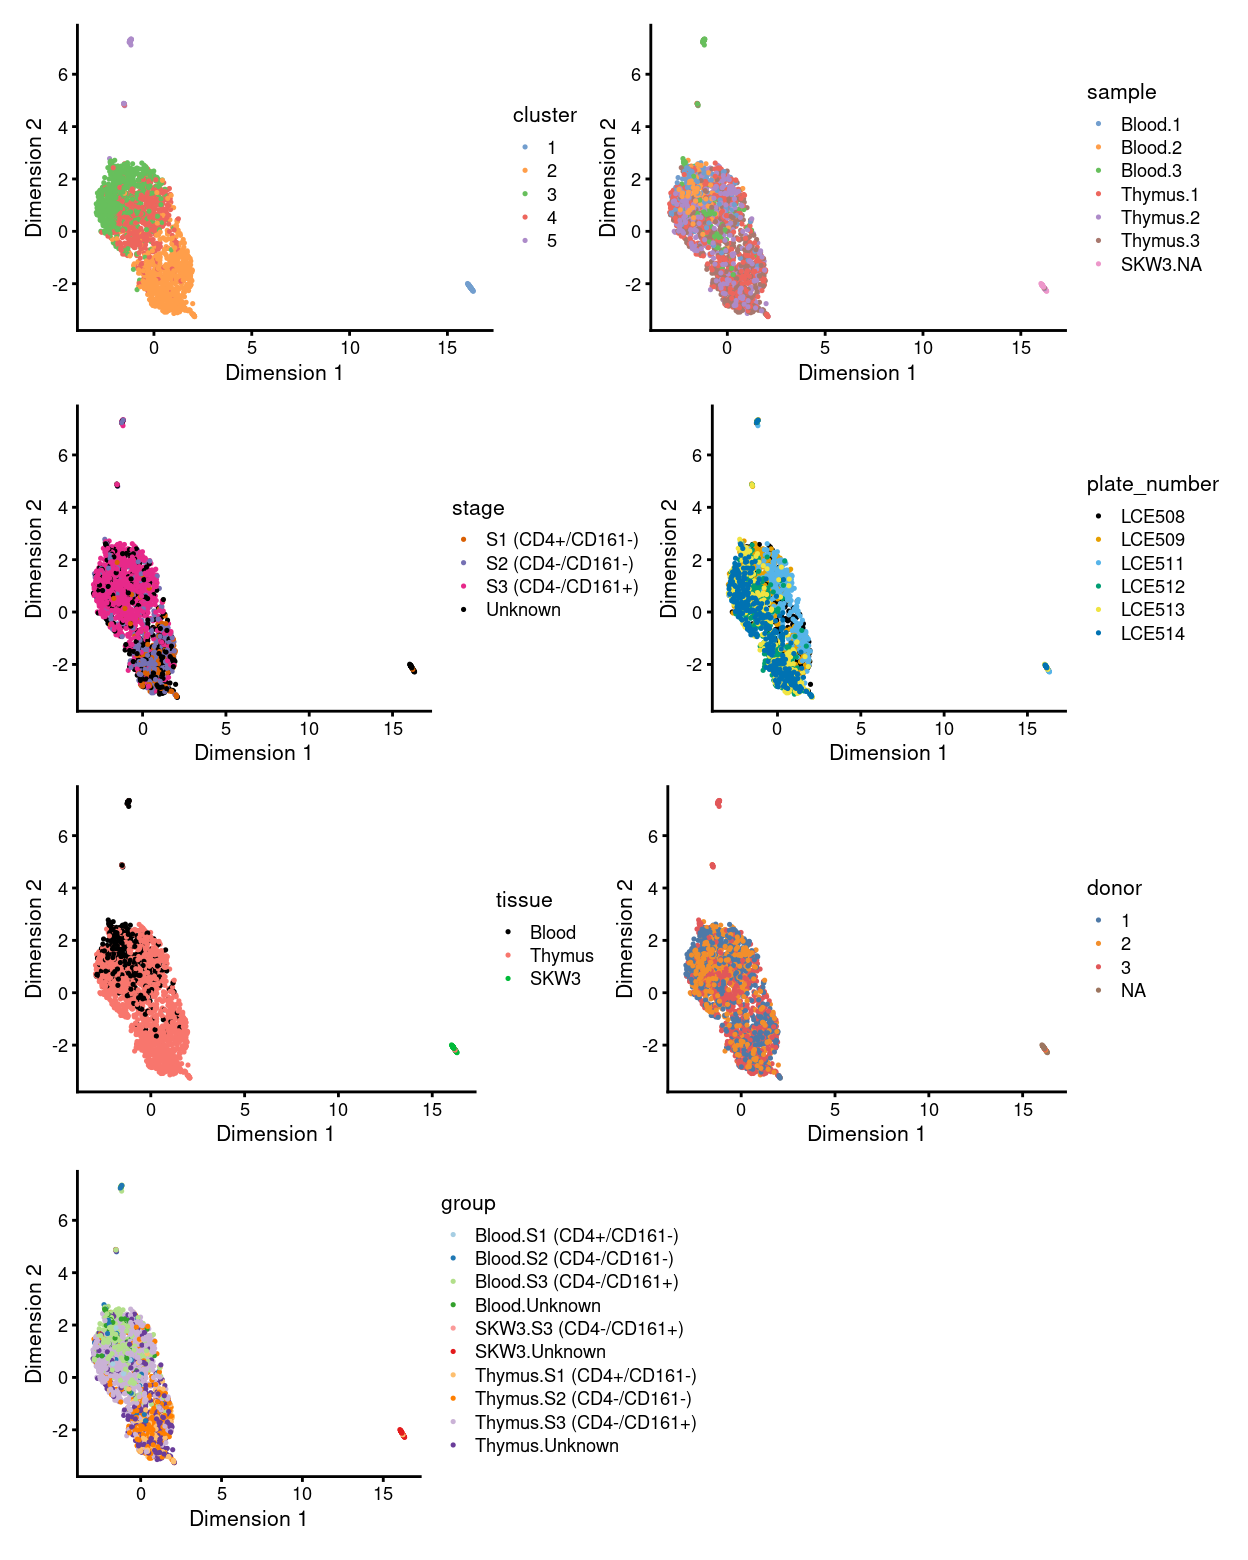 6
4
2
0
-2
Dimension 2
0 5 10 15
Dimension 1
cluster
1
2
3
4
5
6
4
2
0
-2
Dimension 2
0 5 10 15
Dimension 1
sample
Blood.1
Blood.2
Blood.3
Thymus.1
Thymus.2
Thymus.3
SKW3.NA
6
4
2
0
-2
Dimension 2
0 5 10 15
Dimension 1
stage
S1 (CD4+/CD161-)
S2 (CD4-/CD161-)
S3 (CD4-/CD161+)
Unknown
6
4
2
0
-2
Dimension 2
0 5 10 15
Dimension 1
plate_number
LCE508
LCE509
LCE511
LCE512
LCE513
LCE514
6
4
2
0
-2
Dimension 2
0 5 10 15
Dimension 1
tissue
Blood
Thymus
SKW3
6
4
2
0
-2
Dimension 2
0 5 10 15
Dimension 1
donor
1
2
3
NA
6
4
2
0
-2
Dimension 2
0 5 10 15
Dimension 1
group
Blood.S1 (CD4+/CD161-)
Blood.S2 (CD4-/CD161-)
Blood.S3 (CD4-/CD161+)
Blood.Unknown
SKW3.S3 (CD4-/CD161+)
SKW3.Unknown
Thymus.S1 (CD4+/CD161-)
Thymus.S2 (CD4-/CD161-)
Thymus.S3 (CD4-/CD161+)
Thymus.Unknown